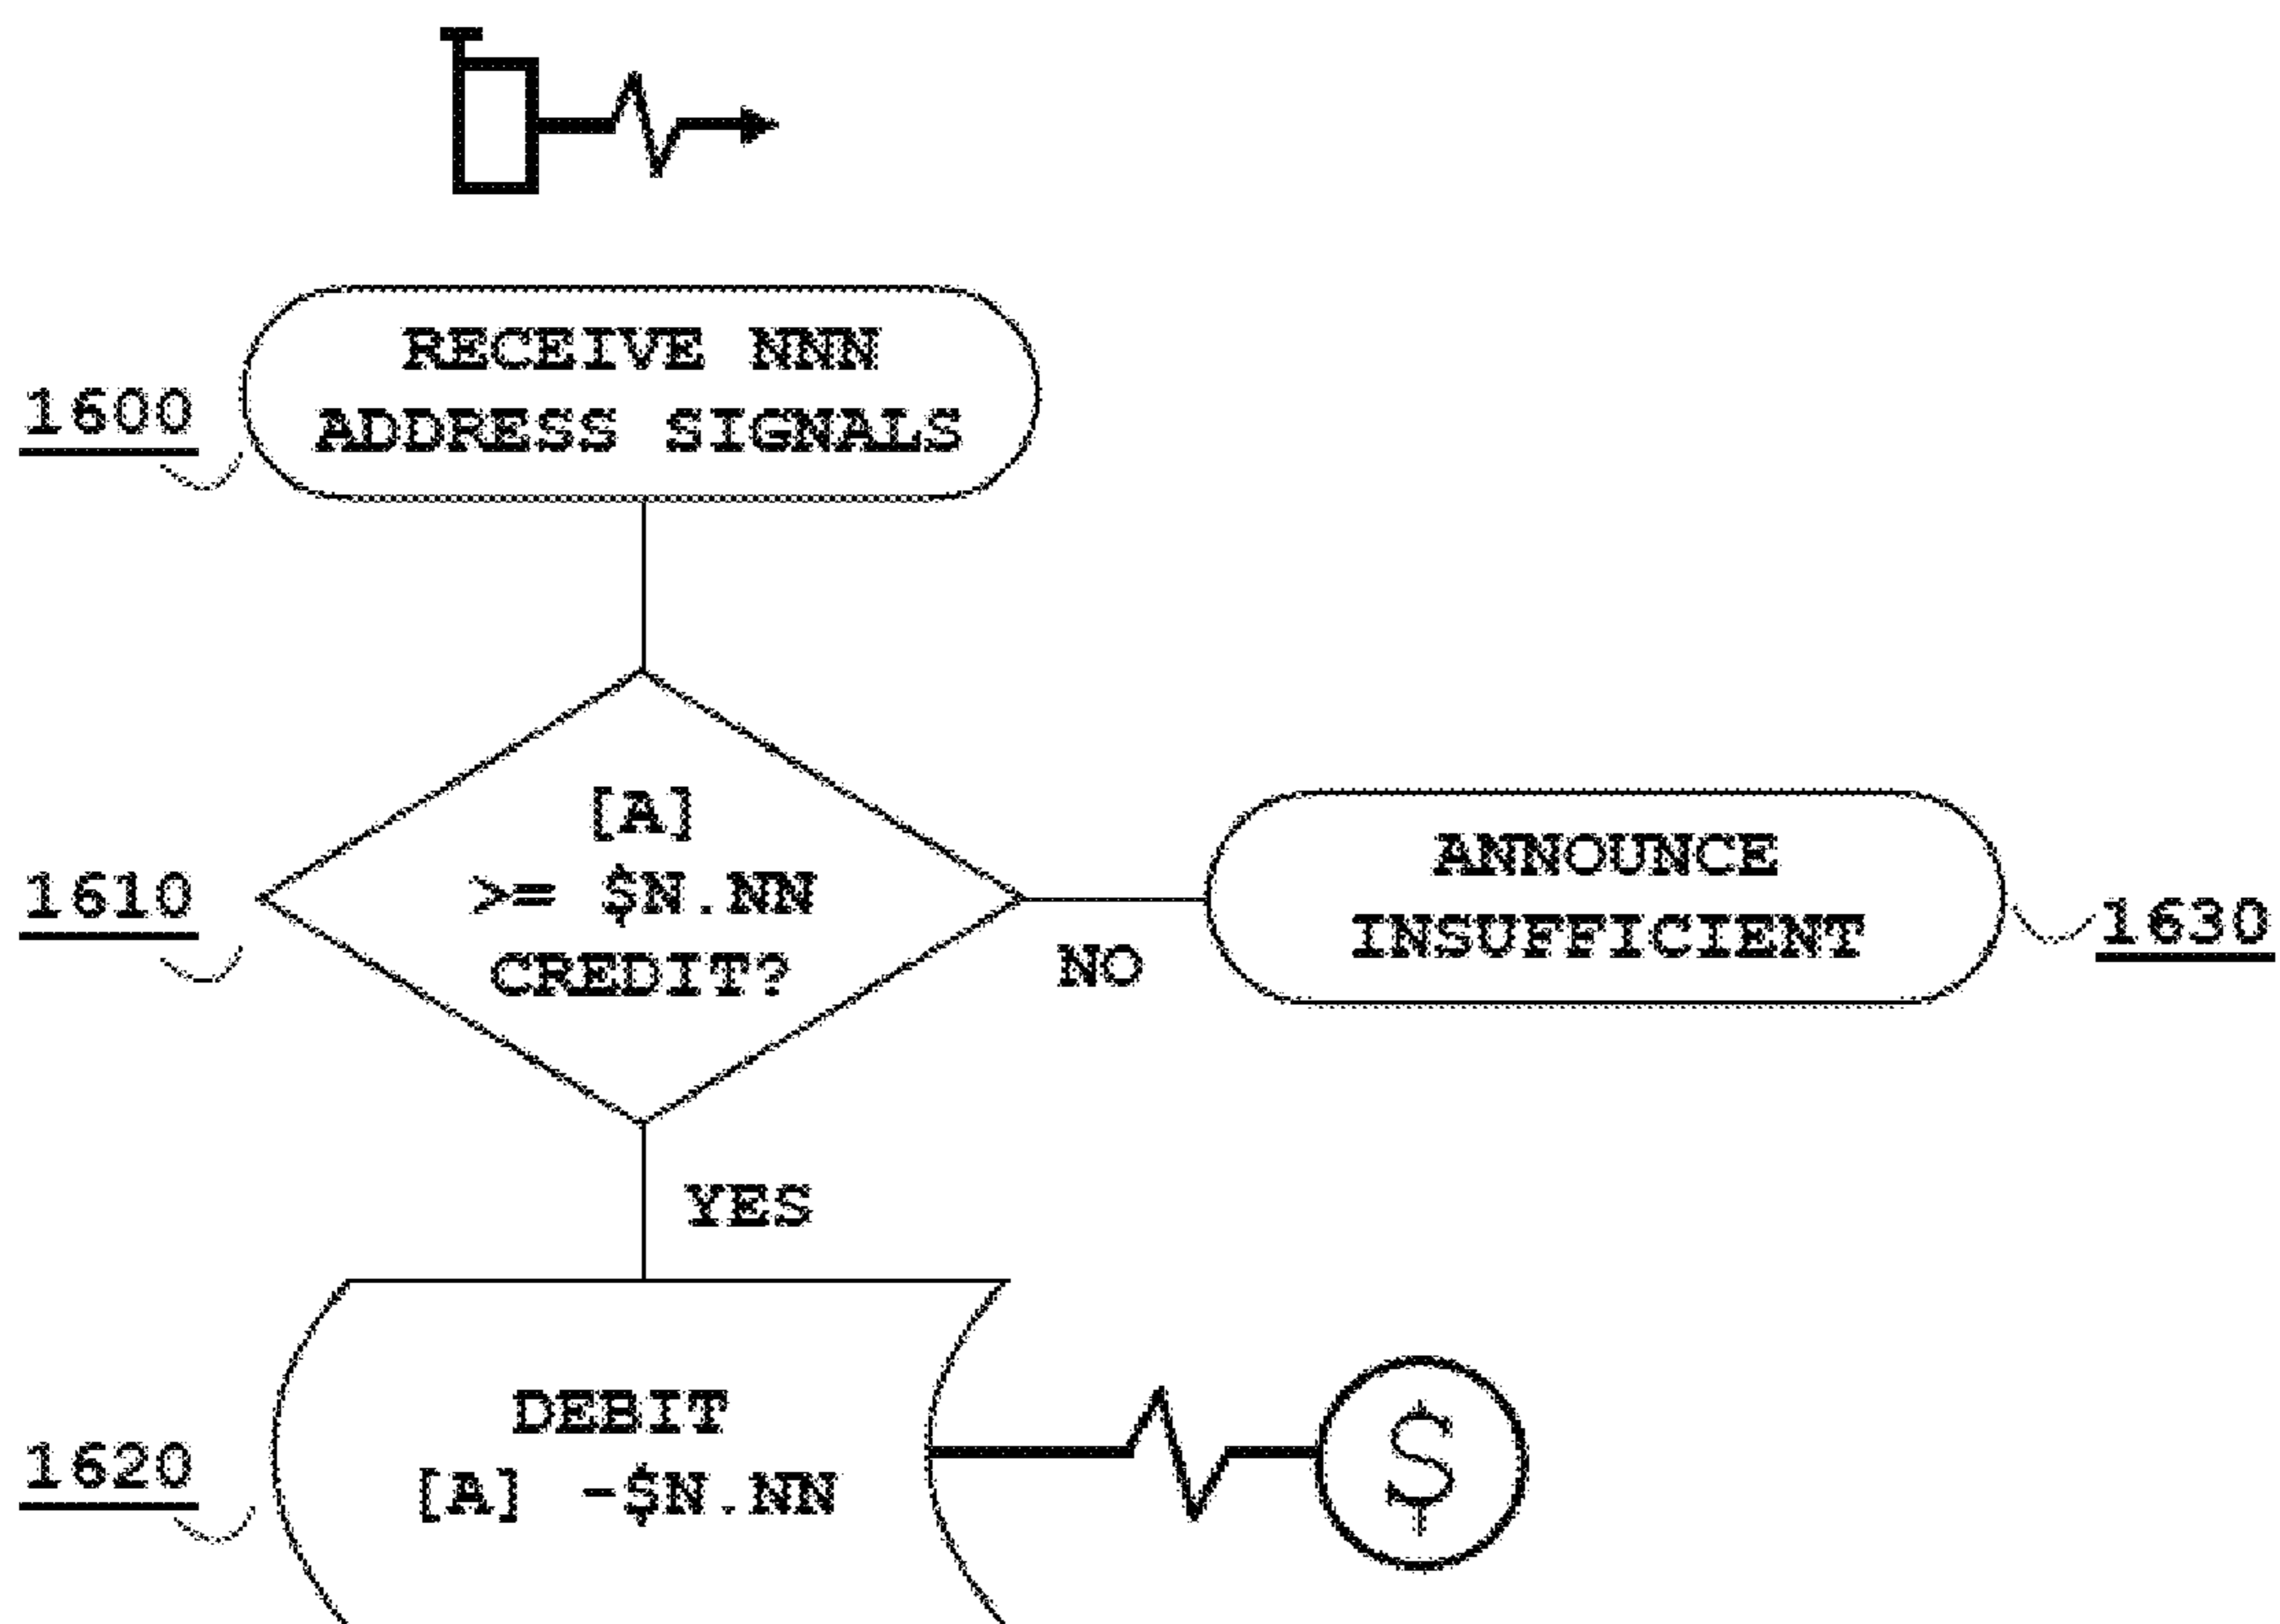 RECEIVE NNN
ADDRESS SIGNALS
1600
[A]
>= $N.NN
CREDIT?
1610
NO
ANNOUNCE
INSUFFICIENT
1630
YES
DEBIT
[A] -$N.NN
1620
$